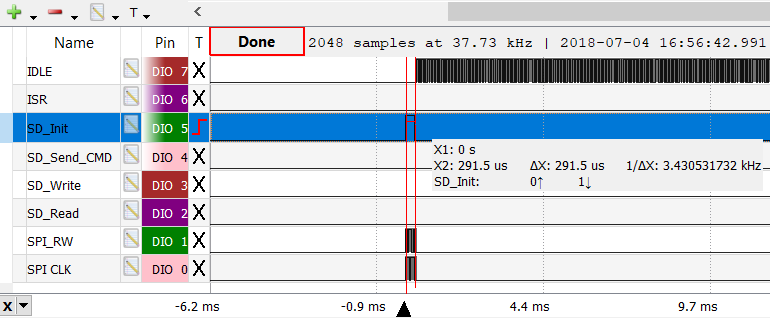 T
Name Pin T Done 2048 samples at 37.73 kHz | 2018-07-04 16:56:42.991
IDLE DIO 7 X
ISR DIO 6 X
SD_Init DIO 5
SD_Send_CMD DIO 4 X
SD_Write DIO 3 X
SD_Read DIO 2 X
SPI_RW DIO 1 X
SPI CLK DIO 0 X
X1: 0 s
X2: 291.5 us ΔX: 291.5 us 1/ΔX: 3.430531732 kHz
SD_Init: 0↑ 1↓
X -6.2 ms -0.9 ms 4.4 ms 9.7 ms